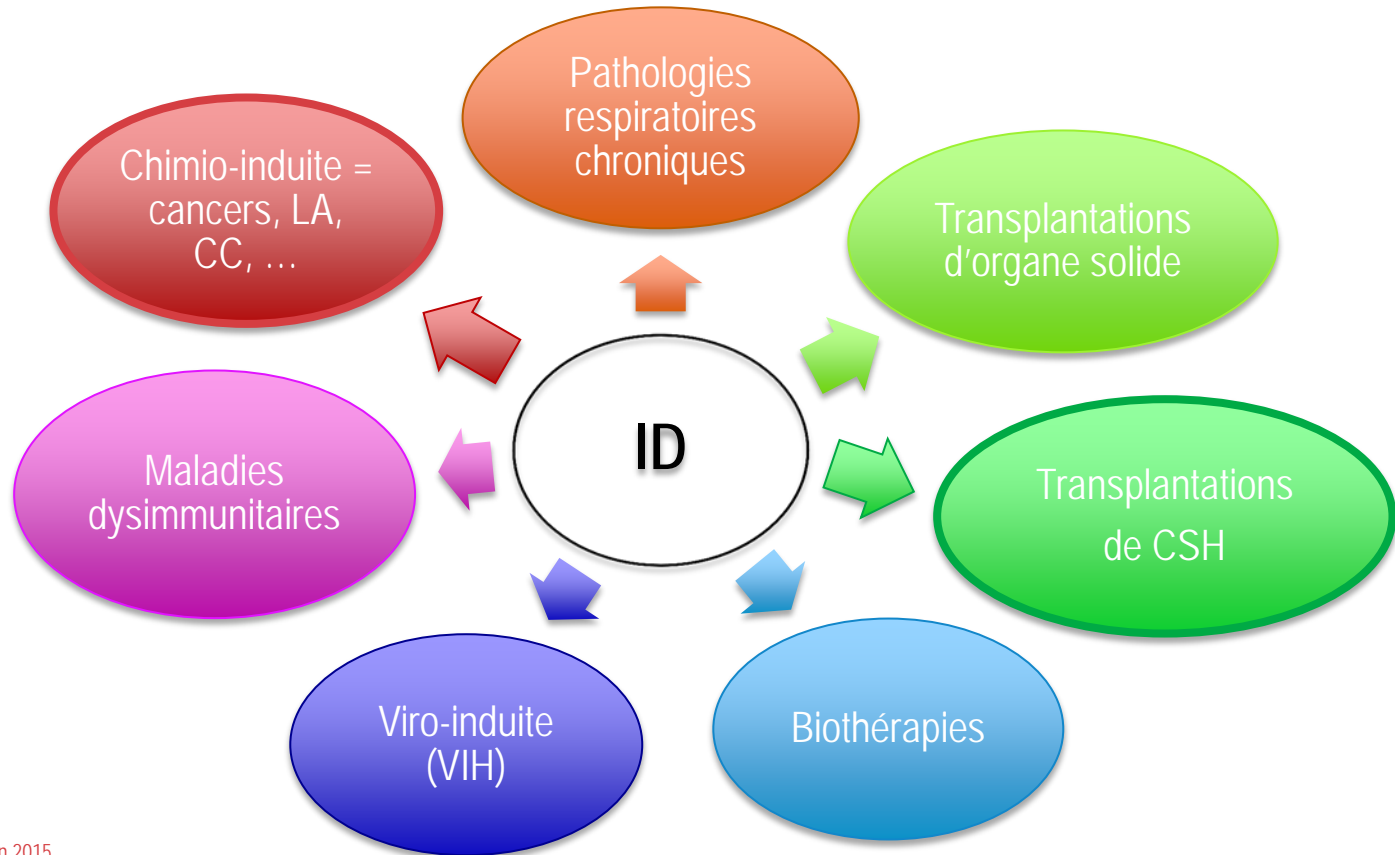 Pathologies
respiratoires
chroniques
Chimio-induite =
cancers, LA,
CC, …
Transplantations
d'organe solide
ID
Maladies
dysimmunitaires
Transplantations
de CSH
Viro-induite
(VIH)
Biothérapies
2015